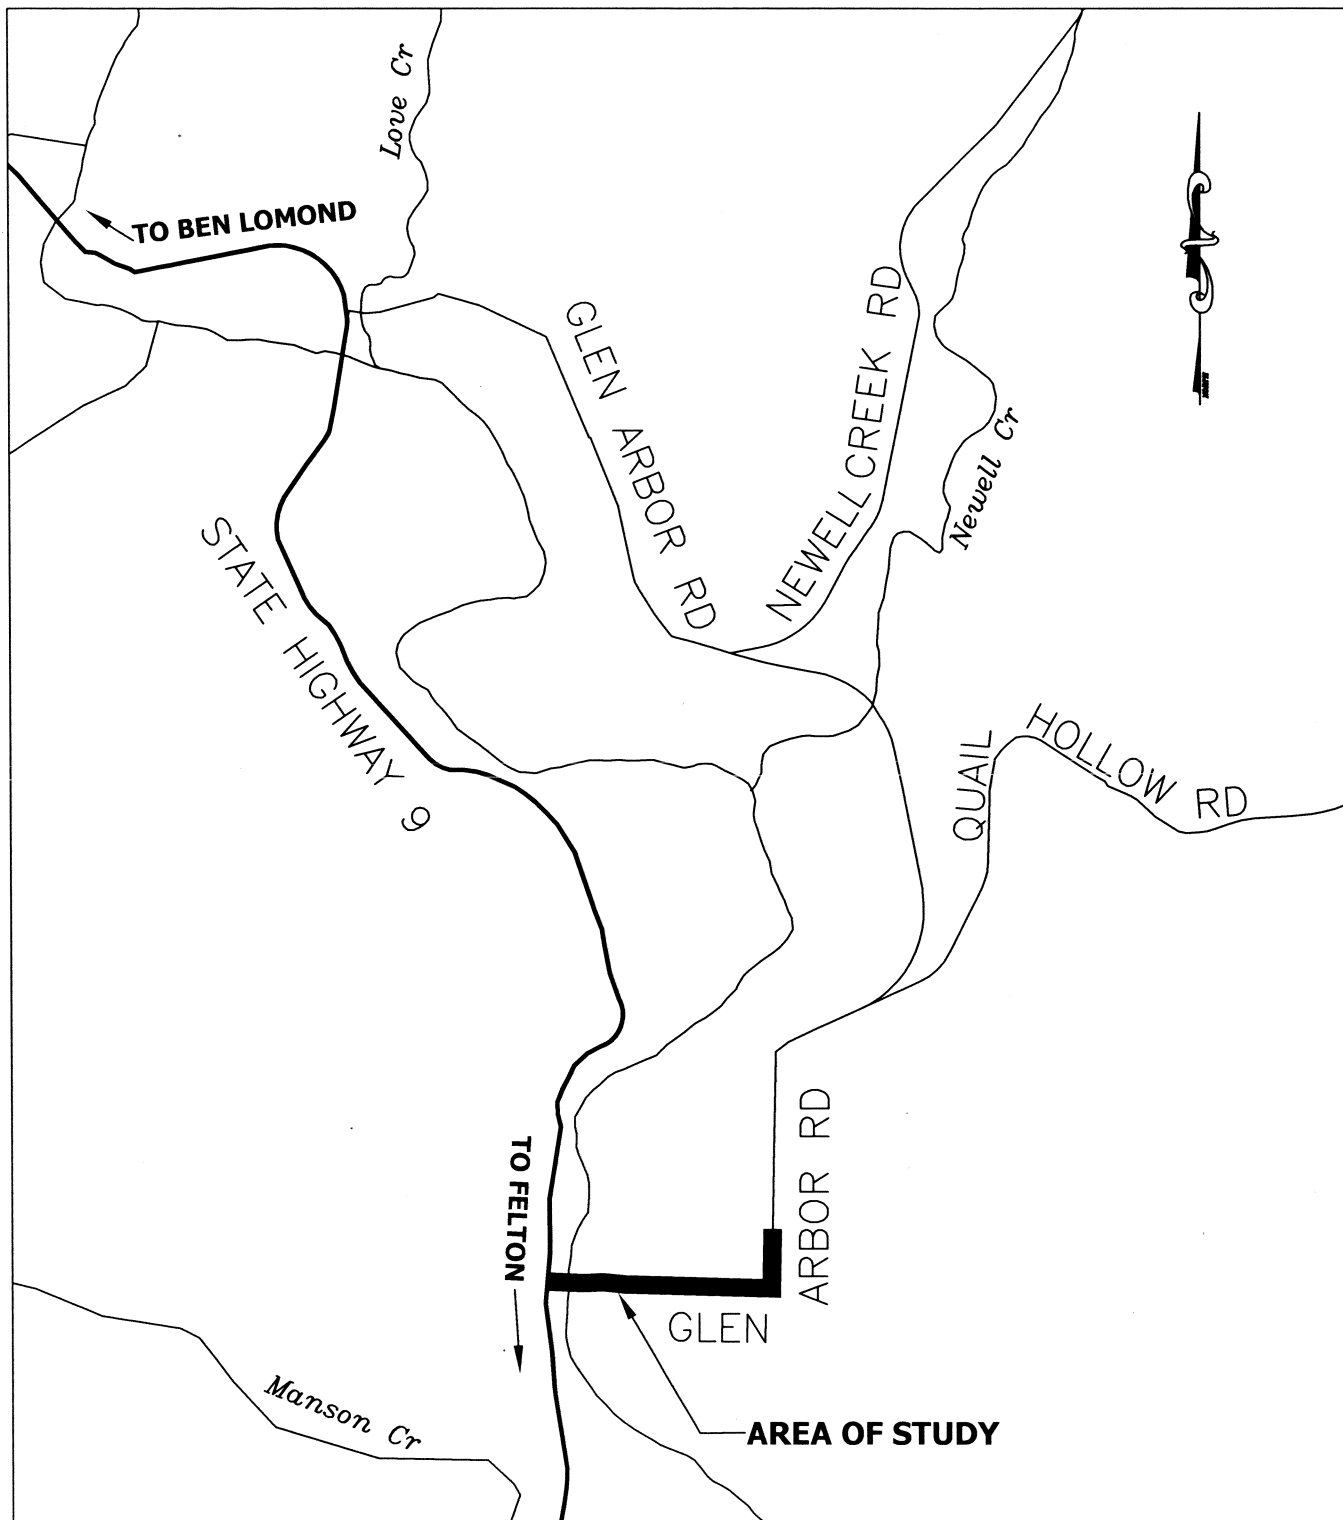 Love Cr
TO BEN LOMOND
GLEN ARBOR RD
NEWELL CREEK RD
Newell Cr
STATE HIGHWAY 9
QUAIL HOLLOW RD
TO FELTON
ARBOR RD
GLEN
Manson Cr
AREA OF STUDY